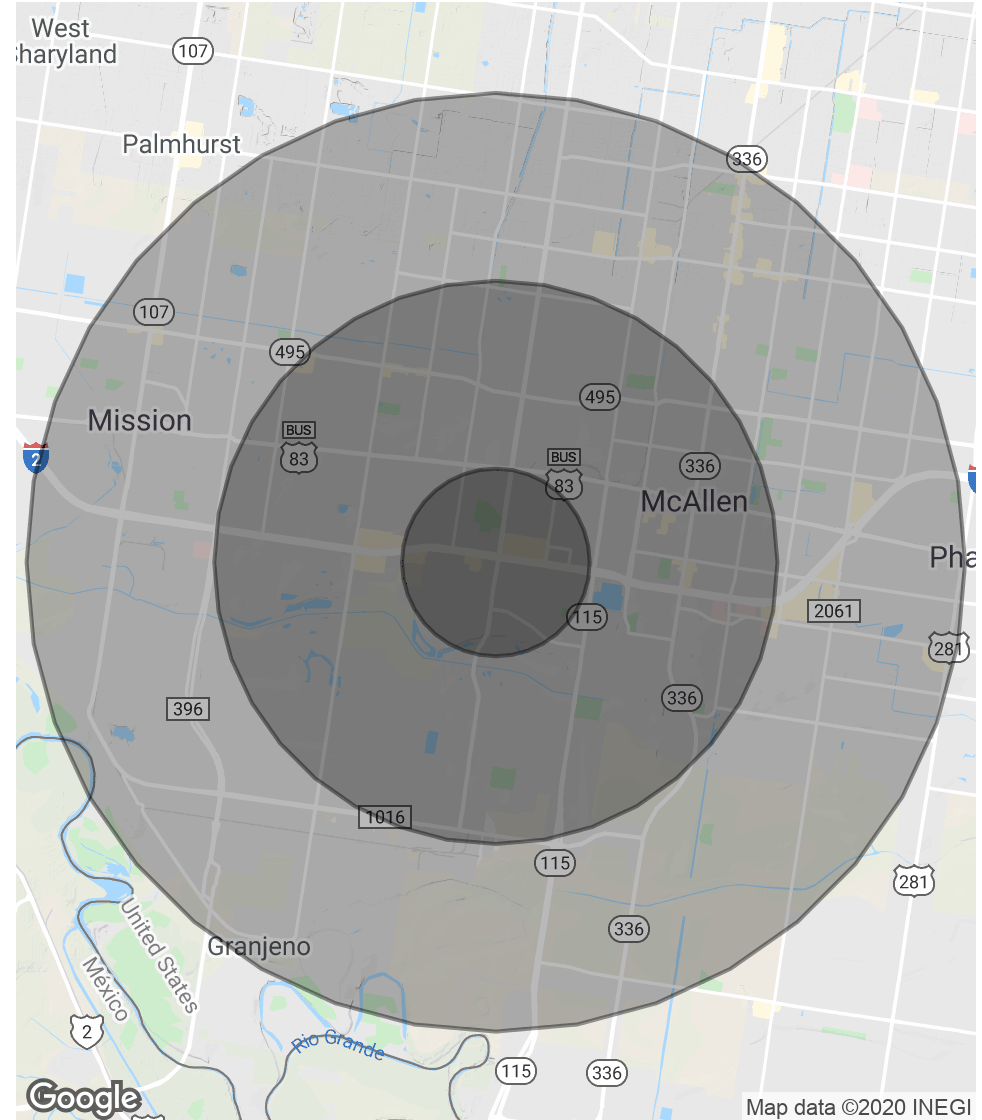 West
Sharyland
107
Palmhurst
336
107
495
495
Mission
BUS
83
BUS
83
336
2
McAllen
Pha
115
2061
281
396
336
1016
115
281
336
Granjeno
United States
México
2
Rio Grande
115
336
Google
Map data ©2020 INEGI